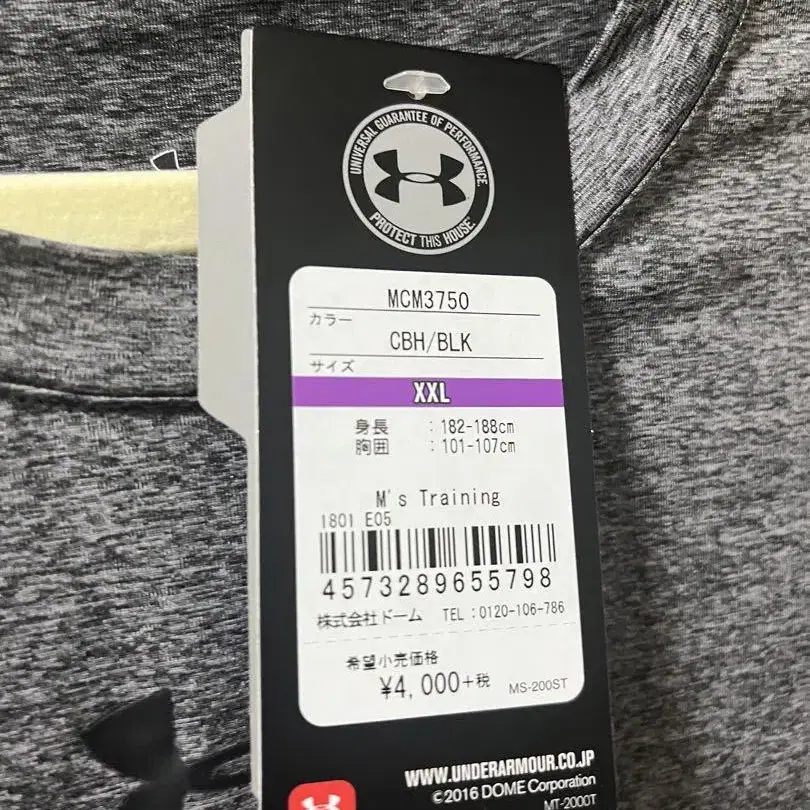 UNIVERSAL GUARANTEE OF PERFORMANCE.
PROTECT THIS HOUSE
MCM3750
カラー
CBH/BLK
サイズ
XXL
身長 :182-188cm
胸囲 :101-107cm
M's Training
1801 E05
4573289655798
株式会社ドーム TEL:0120-106-786
希望小売価格
¥4,000+税 MS-200ST
WWW.UNDERARMOUR.CO.JP
©2016 DOME Corporation
MT-2000T